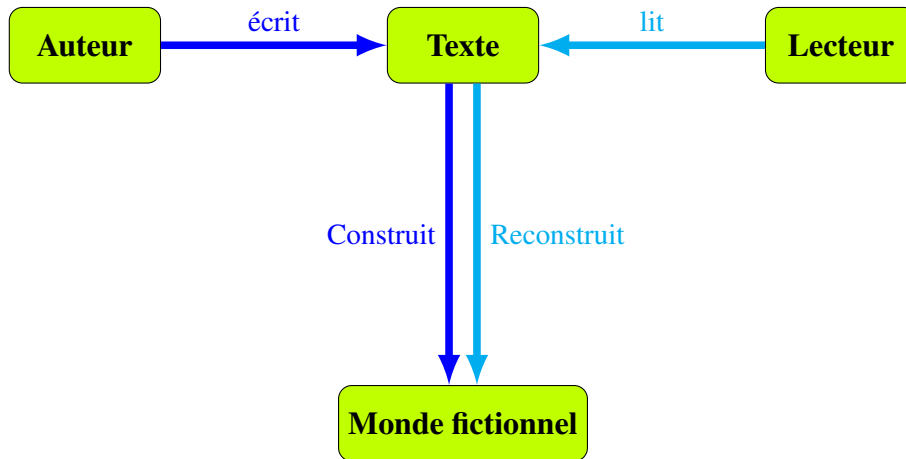 écrit
lit
Auteur
Texte
Lecteur
Construit
Reconstruit
Monde fictionnel